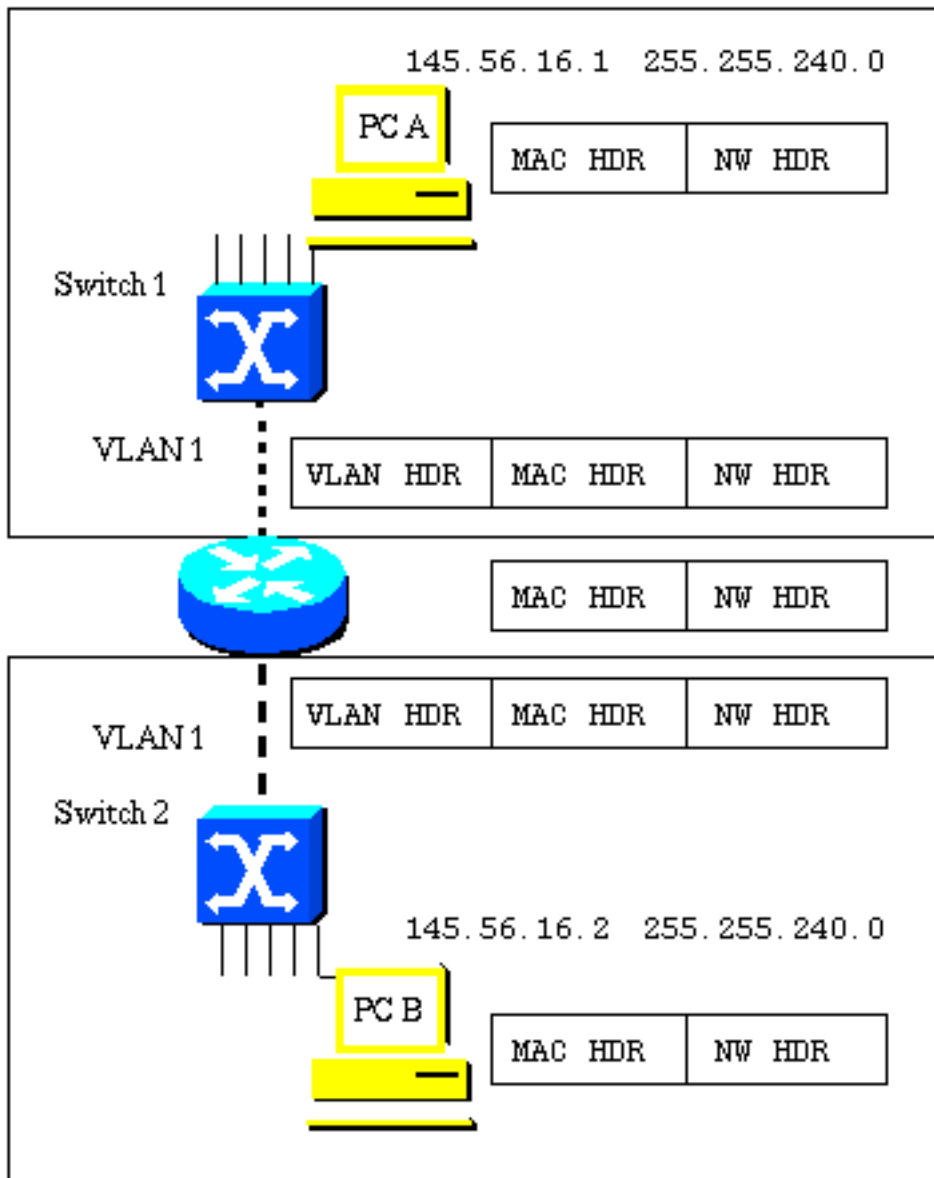 145.56.16.1 255.255.240.0
PC A
MAC HDR NW HDR
Switch 1
VLAN 1
VLAN HDR MAC HDR NW HDR
MAC HDR NW HDR
VLAN HDR MAC HDR NW HDR
VLAN 1
Switch 2
145.56.16.2 255.255.240.0
PC B
MAC HDR NW HDR